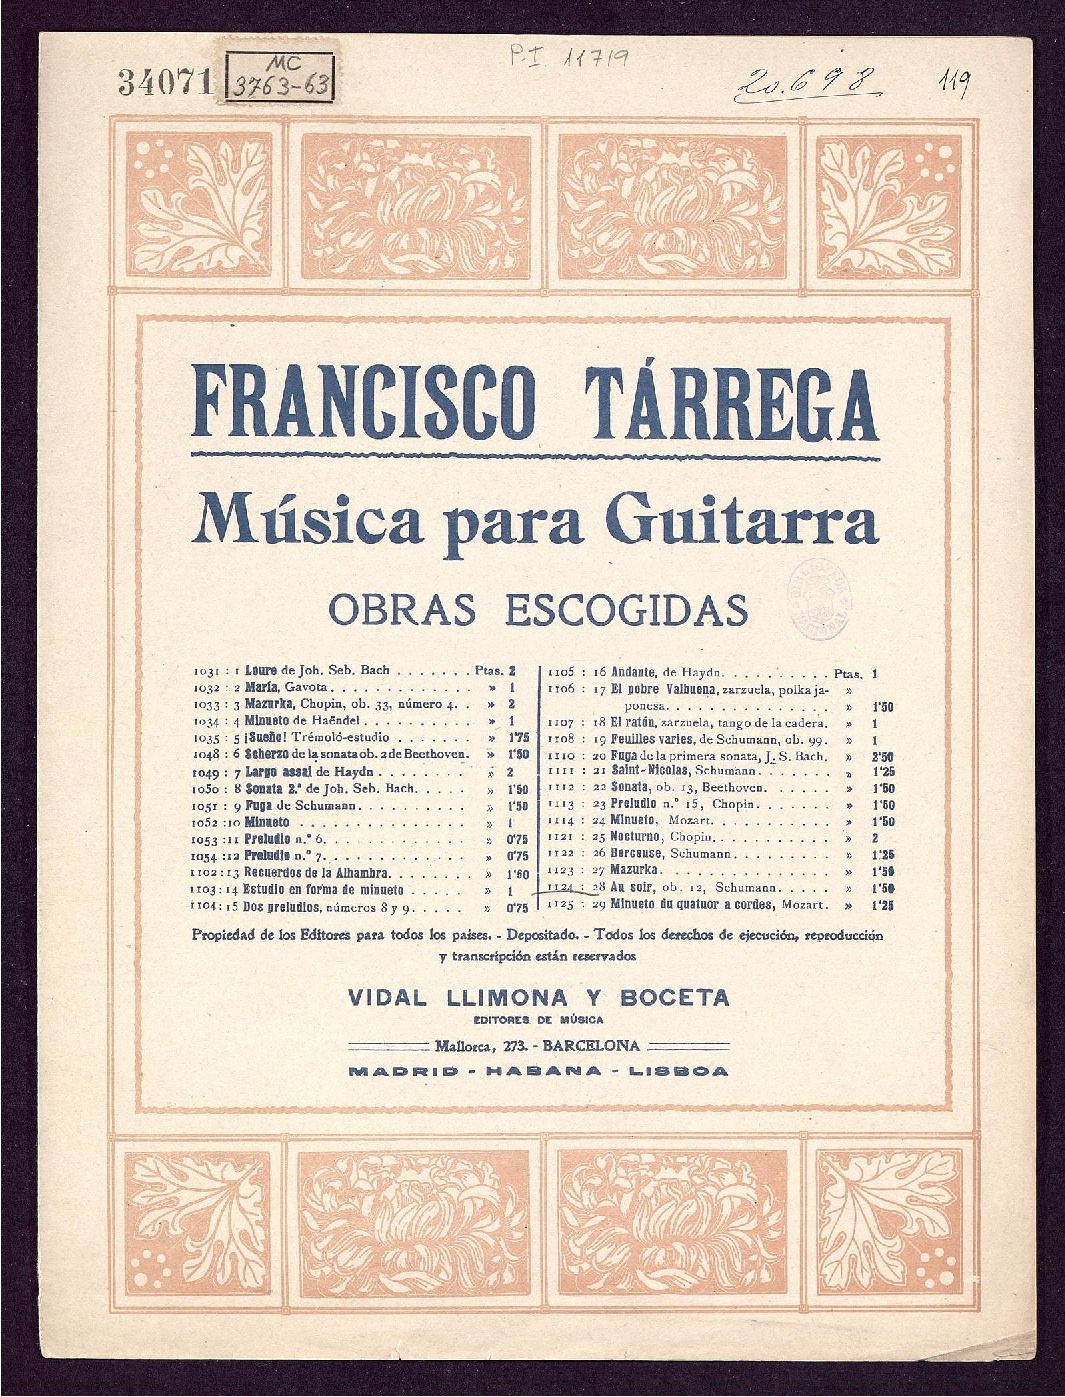 34071
MC
3763-63
P.I 11719
20.698
119
FRANCISCO TÁRREGA
Música para Guitarra
OBRAS ESCOGIDAS
1031 : 1 Loure de Joh. Seb. Bach . . . . . . . Ptas. 2
1032 : 2 María, Gavota . . . . . . . . . . . . . » 1
1033 : 3 Mazurka, Chopin, ob. 33, número 4. . . » 2
1034 : 4 Minueto de Haëndel . . . . . . . . . . » 1
1035 : 5 ¡Sueño! Trémoló-estudio . . . . . . . » 1'75
1048 : 6 Scherzo de la sonata ob. 2 de Beethoven. » 1'50
1049 : 7 Largo assai de Haydn . . . . . . . . . » 2
1050 : 8 Sonata 2.ª de Joh. Seb. Bach. . . . . » 1'50
1051 : 9 Fuga de Schumann. . . . . . . . . . . » 1'50
1052 :10 Minueto . . . . . . . . . . . . . . . » 1
1053 :11 Preludio n.º 6. . . . . . . . . . . . » 0'75
1054 :12 Preludio n.º 7. . . . . . . . . . . . » 0'75
1102 :13 Recuerdos de la Alhambra. . . . . . . » 1'50
1103 :14 Estudio en forma de minueto . . . . . » 1
1104 :15 Dos preludios, números 8 y 9. . . . . » 0'75
1105 : 16 Andante, de Haydn. . . . . . . . . . Ptas. 1
1106 : 17 El pobre Valbuena, zarzuela, polka ja- »
ponesa. . . . . . . . . . . . . . » 1'50
1107 : 18 El ratón, zarzuela, tango de la cadera. » 1
1108 : 19 Feuilles varies, de Schumann, ob. 99. » 1
1110 : 20 Fuga de la primera sonata, J. S. Bach. » 2'50
1111 : 21 Saint-Nicolas, Schumann . . . . . . . » 1'25
1112 : 22 Sonata, ob. 13, Beethoven. . . . . . » 1'50
1113 : 23 Preludio n.º 15, Chopin. . . . . . . » 1'50
1114 : 24 Minueto, Mozart. . . . . . . . . . . » 1'50
1121 : 25 Nocturno, Chopin. . . . . . . . . . . » 2
1122 : 26 Berceuse, Schumann . . . . . . . . . » 1'25
1123 : 27 Mazurka. . . . . . . . . . . . . . . » 1'50
1124 : 28 Au soir, ob. 12, Schumann . . . . . . » 1'50
1125 : 29 Minueto du quatuor a cordes, Mozart. » 1'25
Propiedad de los Editores para todos los países. - Depositado. - Todos los derechos de ejecución, reproducción
y transcripción están reservados
VIDAL LLIMONA Y BOCETA
EDITORES DE MÚSICA
Mallorca, 273. - BARCELONA
MADRID - HABANA - LISBOA